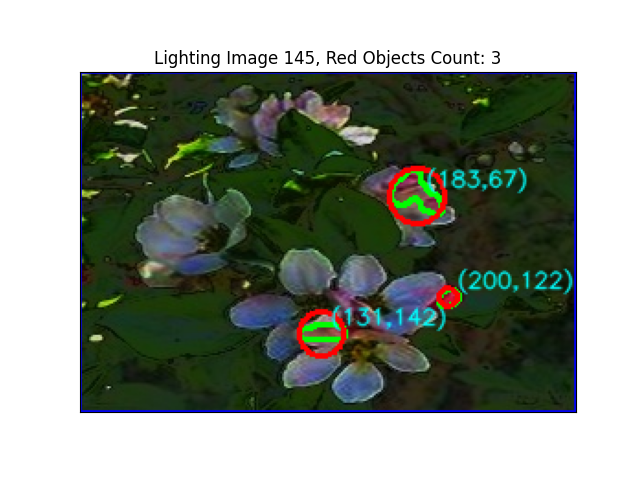 Lighting Image 145, Red Objects Count: 3
(183,67)
(200,122)
(131,142)